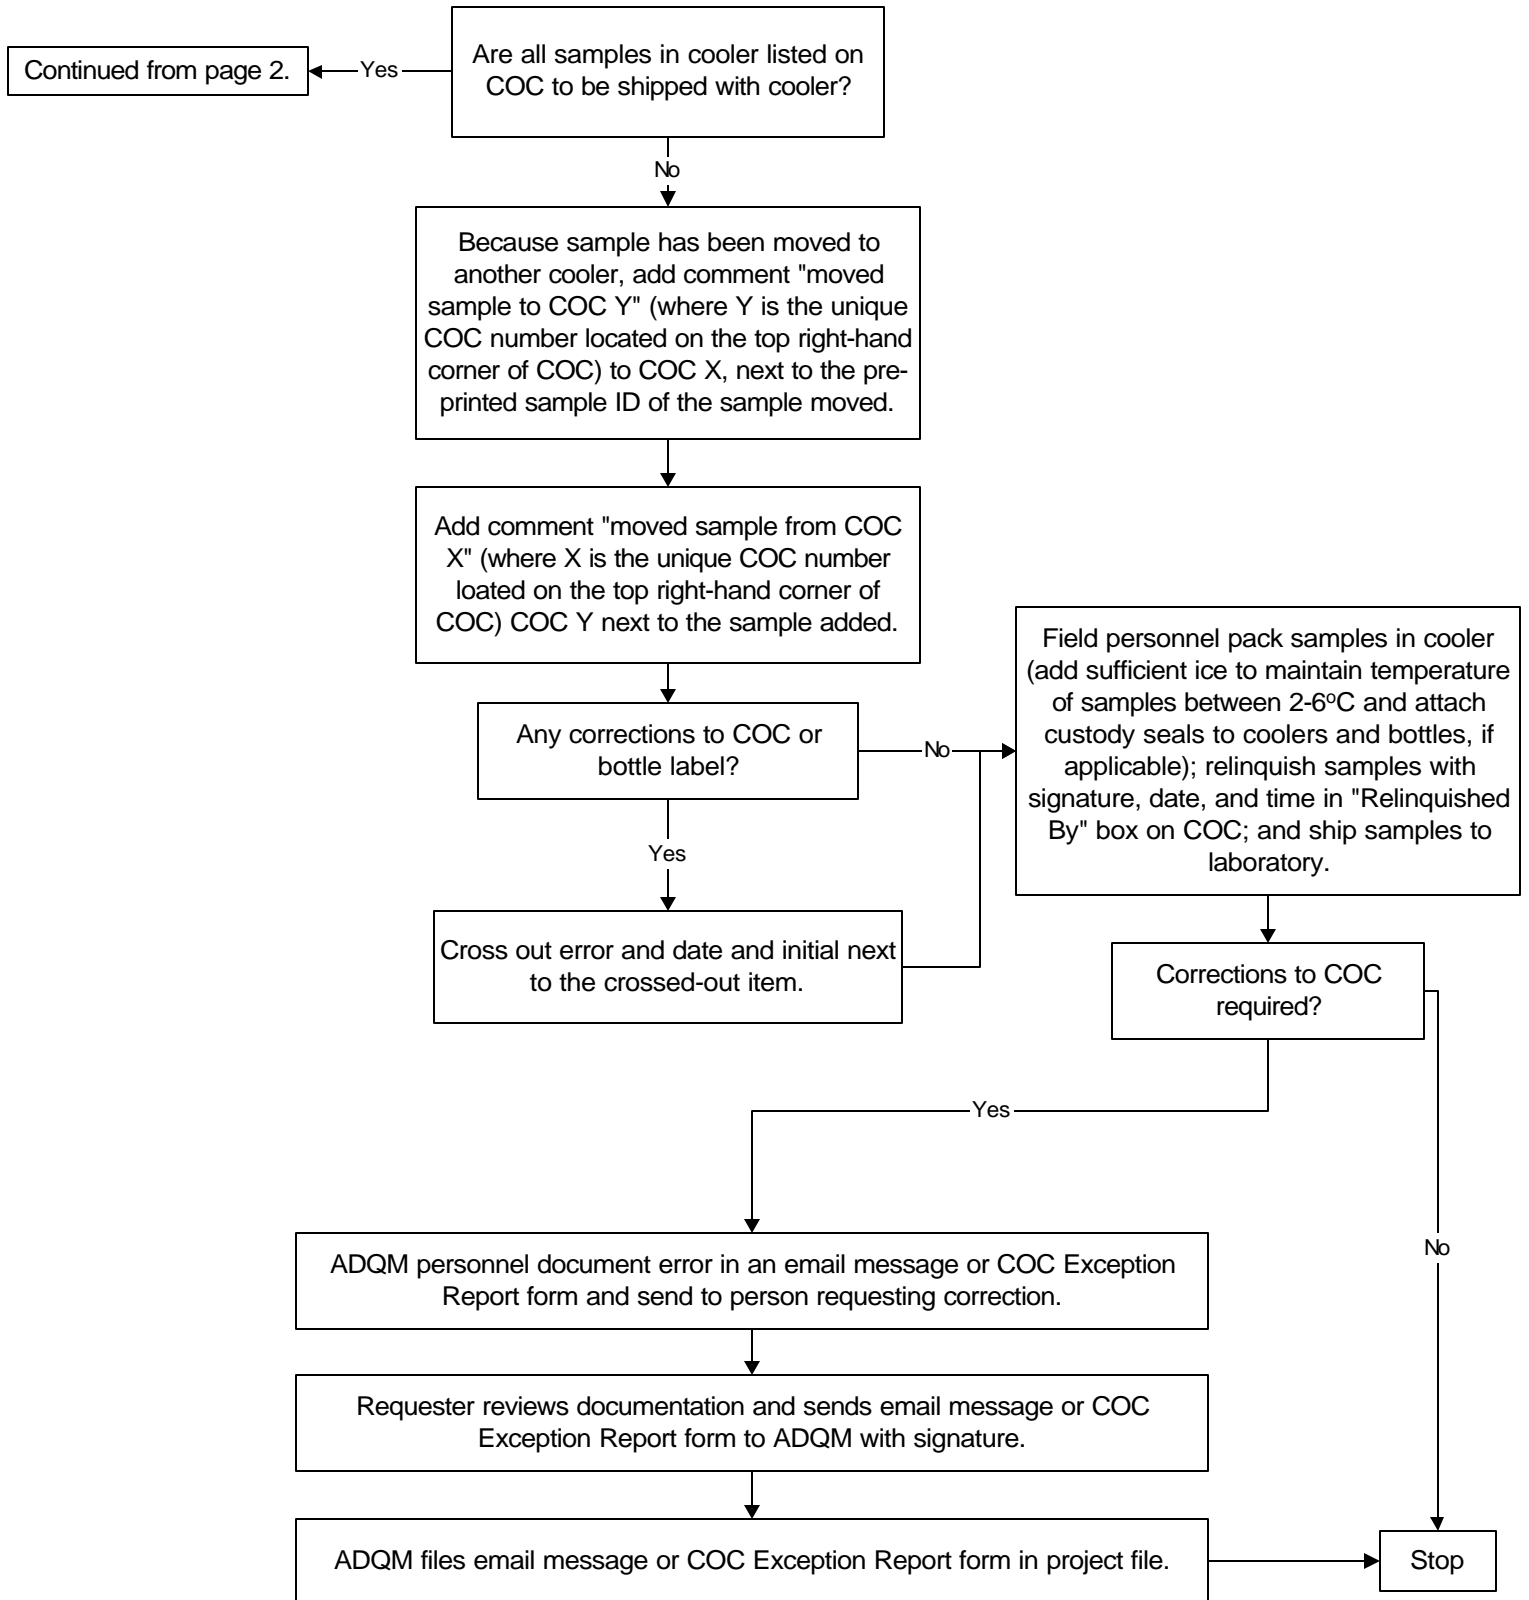 Are all samples in cooler listed on
COC to be shipped with cooler?
Yes
Continued from page 2.
No
Because sample has been moved to
another cooler, add comment "moved
sample to COC Y" (where Y is the unique
COC number located on the top right-hand
corner of COC) to COC X, next to the pre-
printed sample ID of the sample moved.
Add comment "moved sample from COC
X" (where X is the unique COC number
loated on the top right-hand corner of
COC) COC Y next to the sample added.
Any corrections to COC or
bottle label?
No
Yes
Cross out error and date and initial next
to the crossed-out item.
Field personnel pack samples in cooler
(add sufficient ice to maintain temperature
of samples between 2-6ºC and attach
custody seals to coolers and bottles, if
applicable); relinquish samples with
signature, date, and time in "Relinquished
By" box on COC; and ship samples to
laboratory.
Corrections to COC
required?
Yes
No
ADQM personnel document error in an email message or COC Exception
Report form and send to person requesting correction.
Requester reviews documentation and sends email message or COC
Exception Report form to ADQM with signature.
ADQM files email message or COC Exception Report form in project file.
Stop